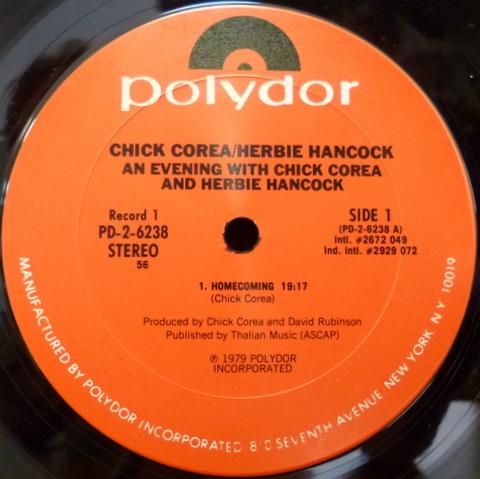 polydor
CHICK COREA/HERBIE HANCOCK
AN EVENING WITH CHICK COREA
AND HERBIE HANCOCK
Record 1
PD-2-6238
STEREO
56
SIDE 1
(PD-2-6238 A)
Intl. #2672 049
Ind. Intl. #2929 072
1. HOMECOMING 19:17
(Chick Corea)
Produced by Chick Corea and David Rubinson
Published by Thalian Music (ASCAP)
℗ 1979 POLYDOR
INCORPORATED
MANUFACTURED BY POLYDOR INCORPORATED 810 SEVENTH AVENUE NEW YORK N Y 10019